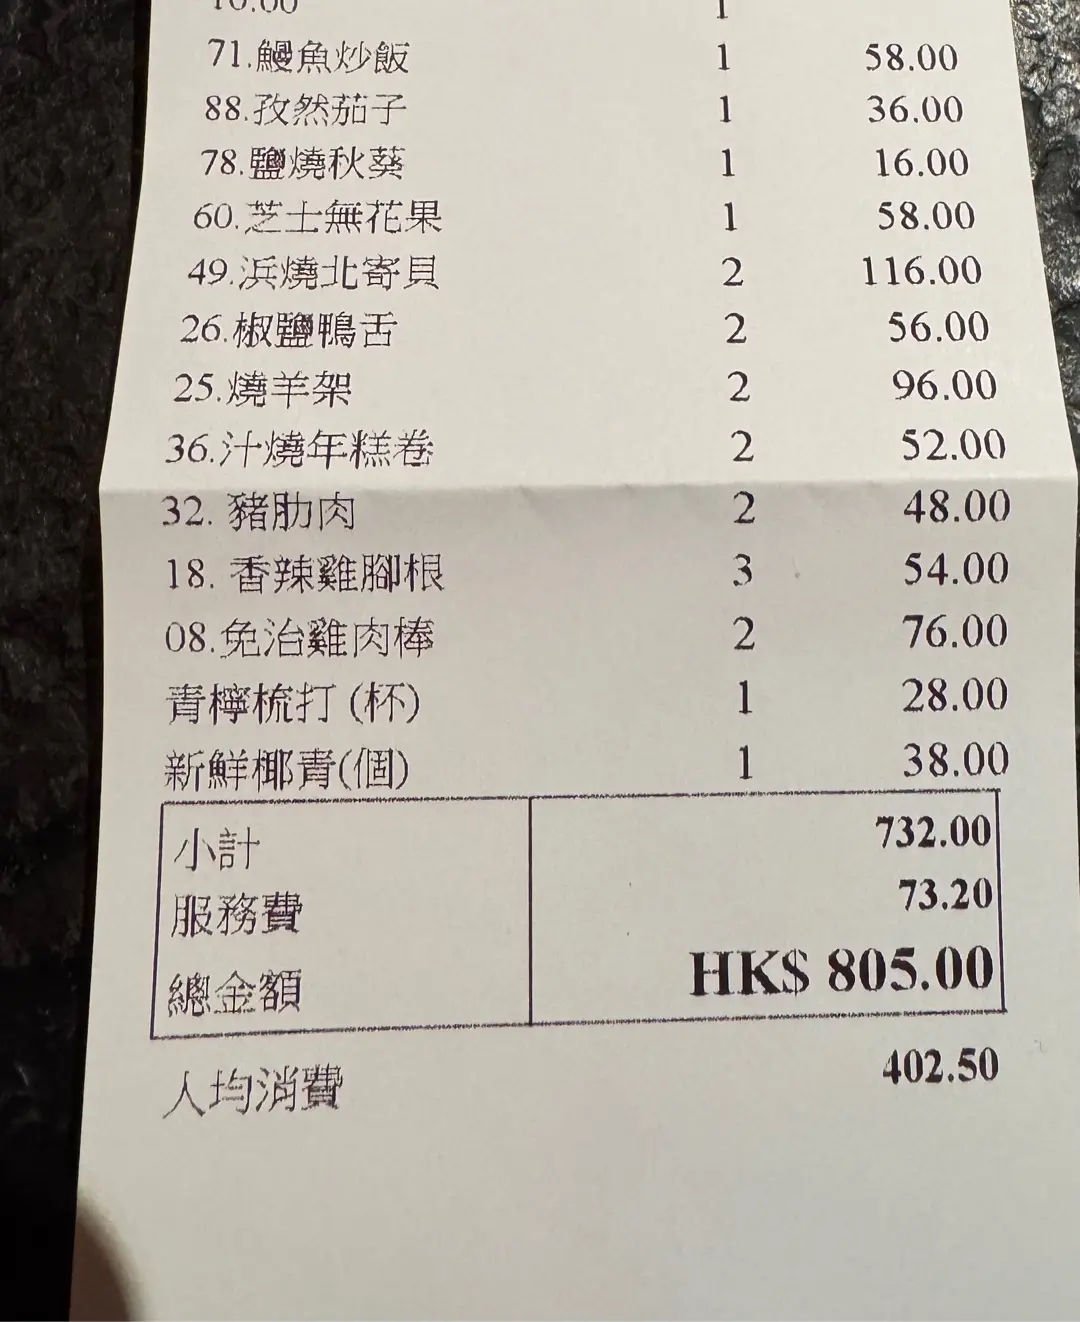 10.00 1
71.鰻魚炒飯 1 58.00
88.孜然茄子 1 36.00
78.鹽燒秋葵 1 16.00
60.芝士無花果 1 58.00
49.浜燒北寄貝 2 116.00
26.椒鹽鴨舌 2 56.00
25.燒羊架 2 96.00
36.汁燒年糕卷 2 52.00
32. 豬肋肉 2 48.00
18. 香辣雞腳根 3 54.00
08.免治雞肉棒 2 76.00
青檸梳打 (杯) 1 28.00
新鮮椰青(個) 1 38.00
小計 732.00
服務費 73.20
總金額 HK$ 805.00
人均消費 402.50